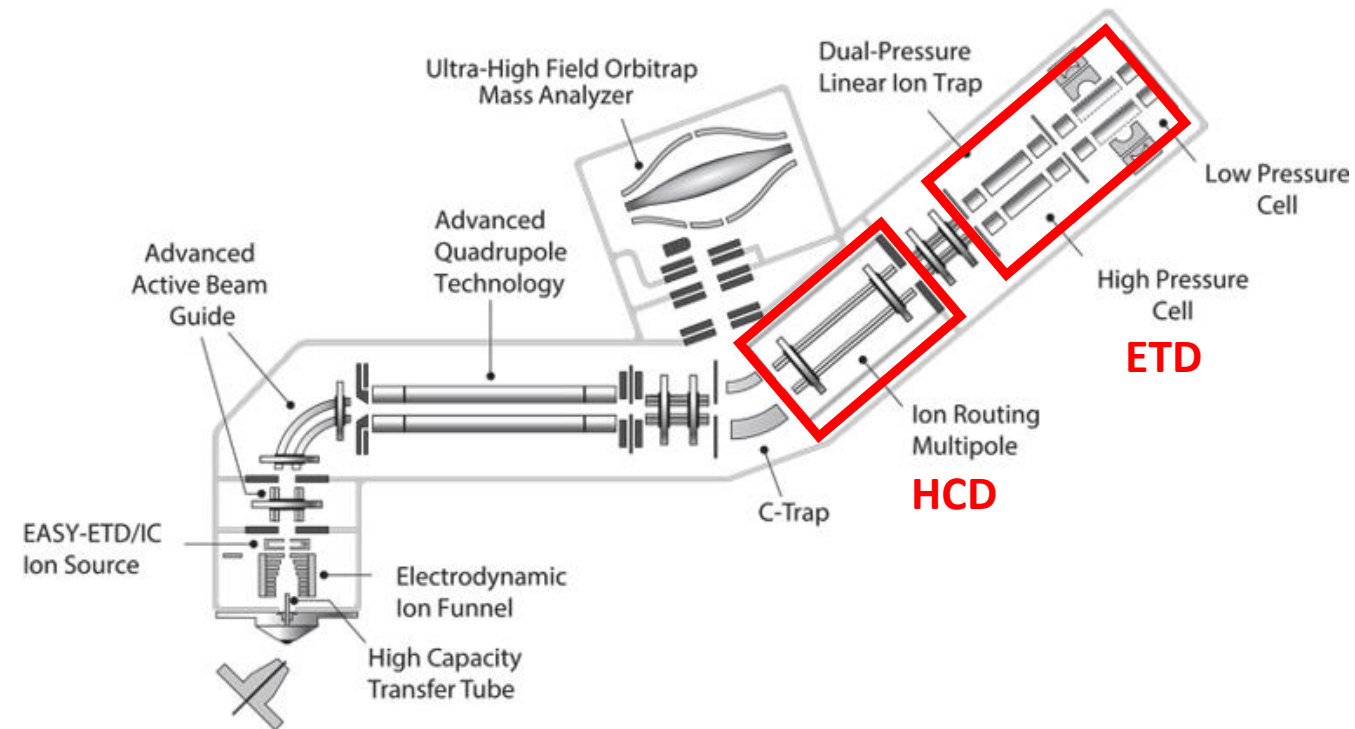 Ultra-High Field Orbitrap
Mass Analyzer
Dual-Pressure
Linear Ion Trap
Low Pressure
Cell
Advanced
Quadrupole
Technology
Advanced
Active Beam
Guide
High Pressure
Cell
ETD
Ion Routing
Multipole
HCD
C-Trap
EASY-ETD/IC
Ion Source
Electrodynamic
Ion Funnel
High Capacity
Transfer Tube